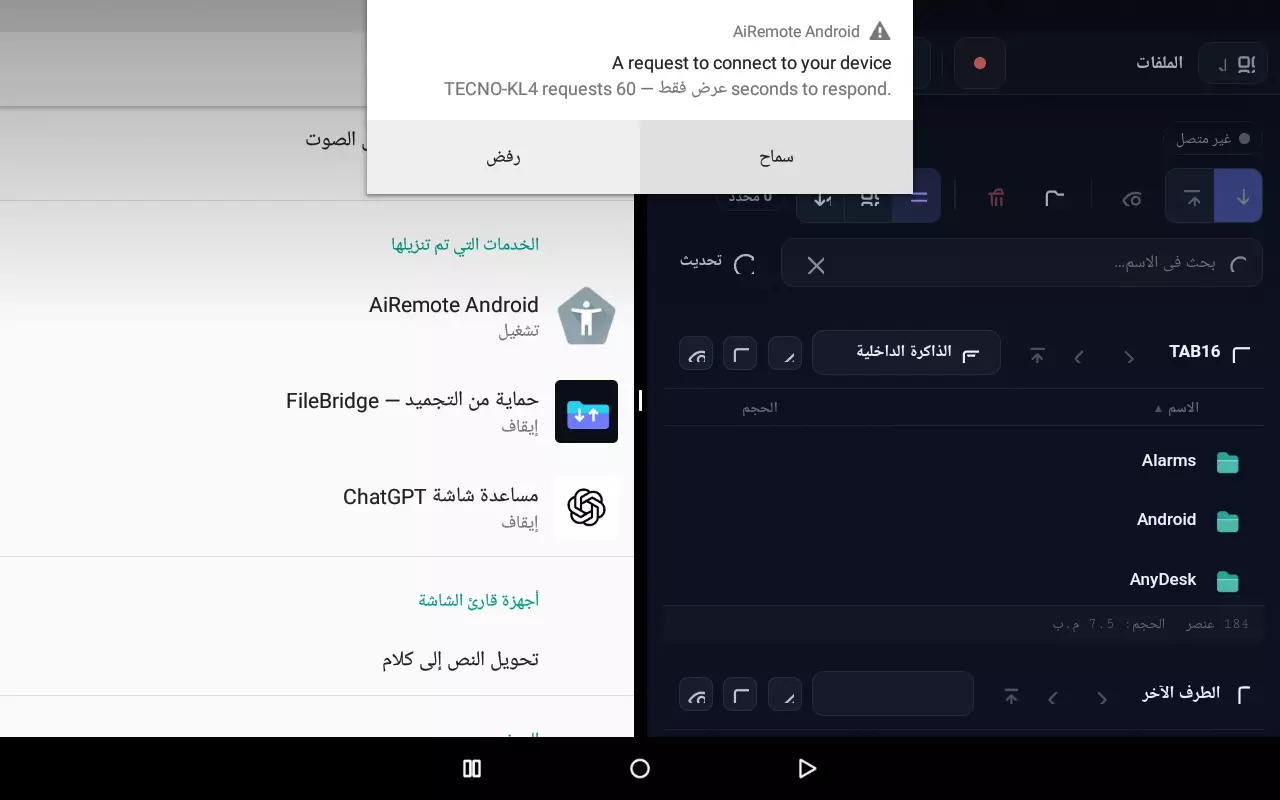 AiRemote Android
A request to connect to your device
TECNO-KL4 requests 60 — عرض فقط seconds to respond.
سماح
رفض
الملفات
غير متصل
0 محدد
بحث في الاسم...
تحديث
TAB16
الذاكرة الداخلية
الاسم ▲
الحجم
Alarms
Android
AnyDesk
184 عنصر الحجم: 7.5 م.ب
الطرف الآخر
الصوت
الخدمات التي تم تنزيلها
AiRemote Android
تشغيل
FileBridge — حماية من التجميد
إيقاف
مساعدة شاشة ChatGPT
إيقاف
أجهزة قارئ الشاشة
تحويل النص إلى كلام